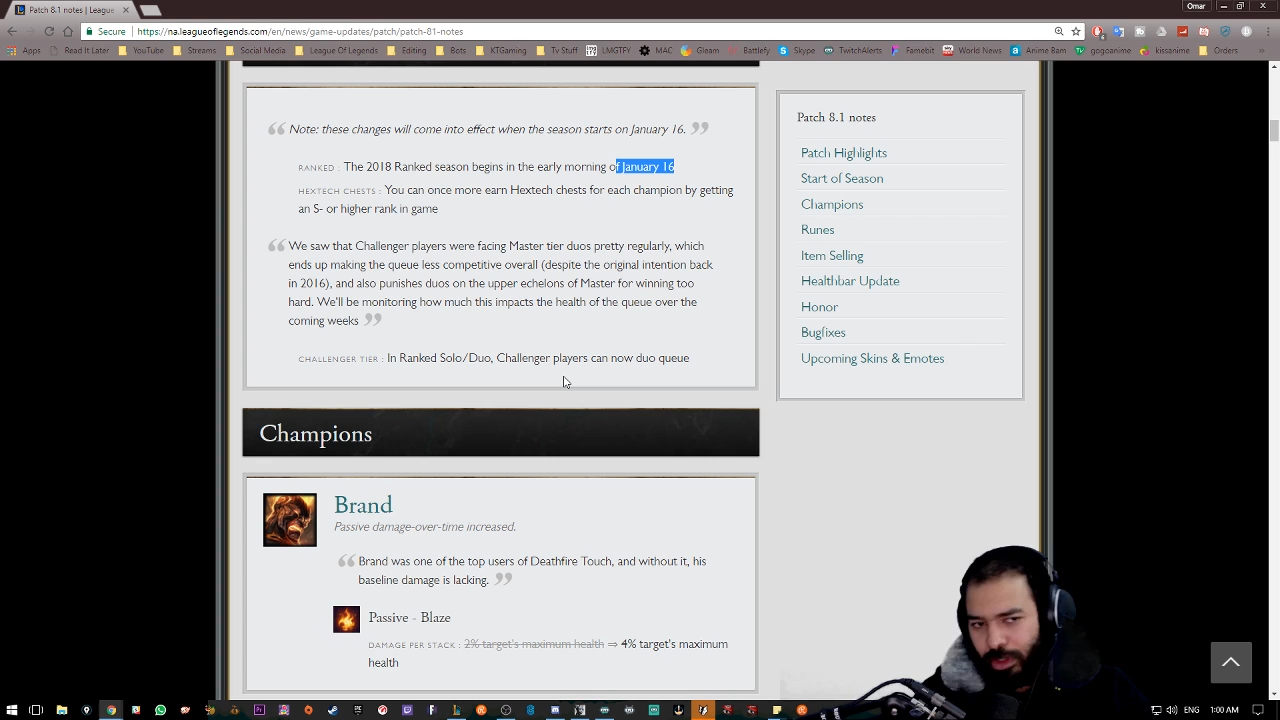 Patch 8.1 notes | League
Omar
Secure
https://na.leagueoflegends.com/en/news/game-updates/patch/patch-81-notes
Apps Read It Later YouTube Streams Social Media League Of Legends Editing Bots KTGaming Tv Stuff LMGTFY MAC Gleam Battlefy Skype TwitchAlerts Famebit World News Anime Bam gogoanime kissanime Orders
Note: these changes will come into effect when the season starts on January 16.
RANKED : The 2018 Ranked season begins in the early morning of January 16
HEXTECH CHESTS : You can once more earn Hextech chests for each champion by getting
an S- or higher rank in game
We saw that Challenger players were facing Master tier duos pretty regularly, which
ends up making the queue less competitive overall (despite the original intention back
in 2016), and also punishes duos on the upper echelons of Master for winning too
hard. We'll be monitoring how much this impacts the health of the queue over the
coming weeks
CHALLENGER TIER : In Ranked Solo/Duo, Challenger players can now duo queue
Champions
Brand
Passive damage-over-time increased.
Brand was one of the top users of Deathfire Touch, and without it, his
baseline damage is lacking.
Passive - Blaze
DAMAGE PER STACK : 2% target's maximum health ⇒ 4% target's maximum
health
Patch 8.1 notes
Patch Highlights
Start of Season
Champions
Runes
Item Selling
Healthbar Update
Honor
Bugfixes
Upcoming Skins & Emotes
ENG 1:00 AM